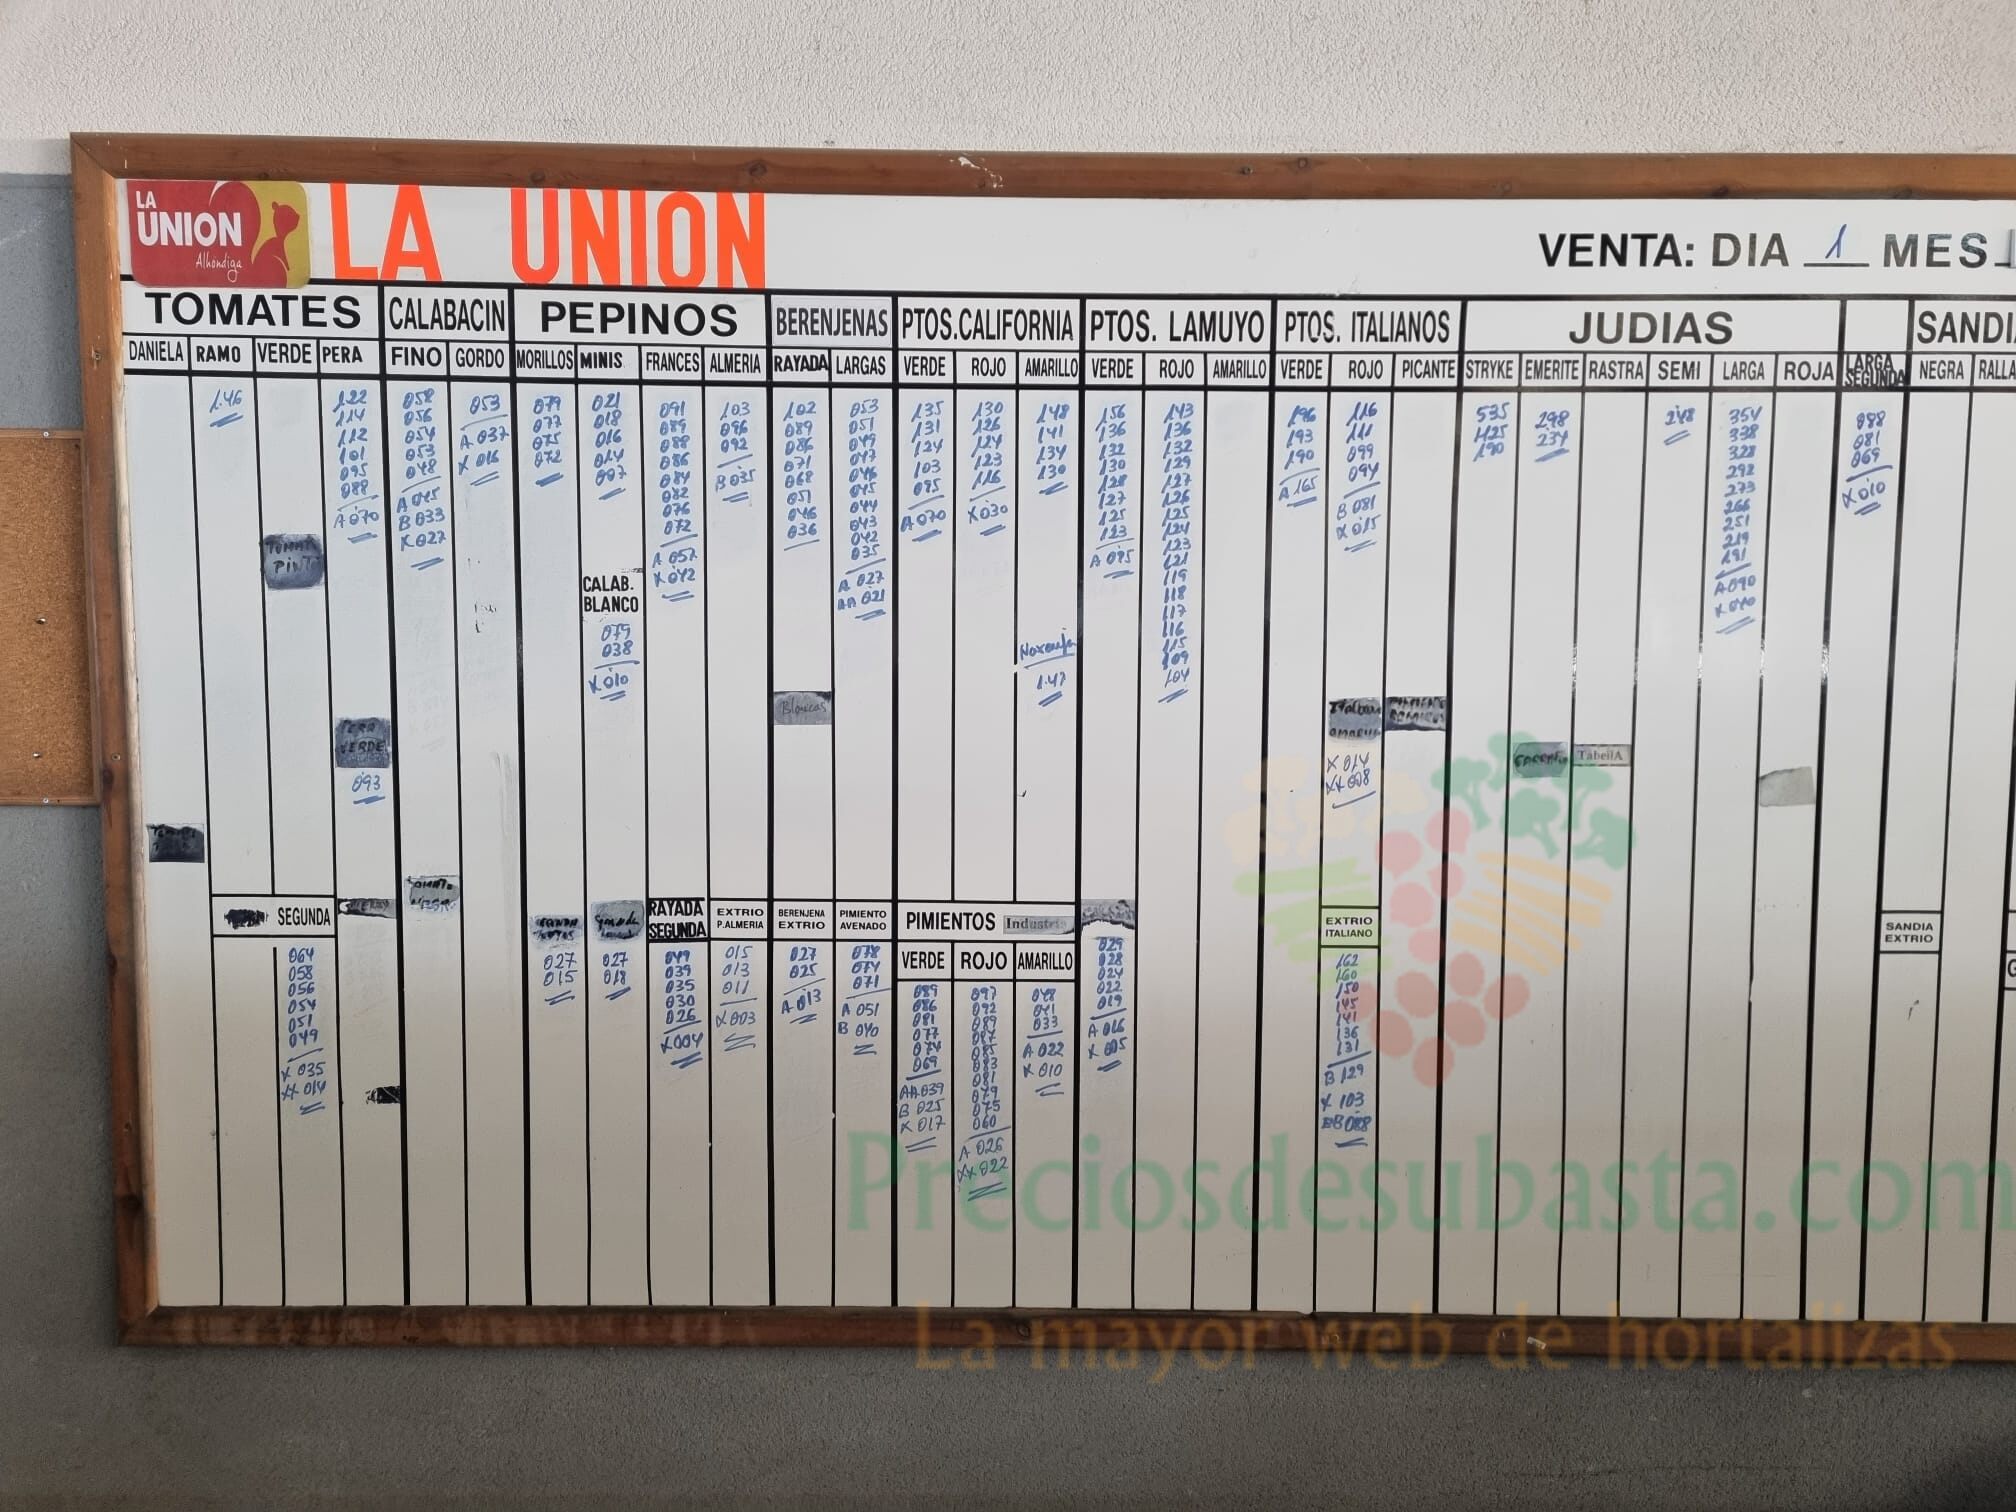 LA
UNION
Alhóndiga
LA UNION
VENTA: DIA 1 MES
TOMATES
CALABACIN
PEPINOS
BERENJENAS
PTOS.CALIFORNIA
PTOS. LAMUYO
PTOS. ITALIANOS
JUDIAS
SANDI
DANIELA
RAMO
VERDE
PERA
FINO
GORDO
MORILLOS
MINIS
FRANCES
ALMERIA
RAYADA
LARGAS
VERDE
ROJO
AMARILLO
VERDE
ROJO
AMARILLO
VERDE
ROJO
PICANTE
STRYKE
EMERITE
RASTRA
SEMI
LARGA
ROJA
LARGA
SEGUNDA
NEGRA
RALLA
1.46
1.22
114
112
101
095
088
A 070
PERA
VERDE
093
058
056
054
053
048
A 045
B 033
X 027
053
A 037
X 016
079
077
075
072
021
018
016
014
007
CALAB.
BLANCO
079
038
X 010
091
089
088
086
084
082
076
072
A 057
X 042
103
096
092
B 035
102
089
086
071
068
051
046
036
Blancas
053
051
049
047
046
045
044
043
042
035
A 027
AA 021
135
131
124
103
095
A 070
130
126
124
123
116
X 030
148
141
134
130
Naranja
1.47
156
136
132
130
128
127
125
123
A 095
143
136
132
129
127
126
125
124
123
121
119
118
117
116
115
109
104
196
193
190
A 165
116
111
099
094
B 081
X 015
X 014
XX 008
535
425
190
298
234
TabellA
248
354
338
328
292
273
266
251
219
191
A 090
X 040
088
081
069
X 010
SEGUNDA
064
058
056
054
051
049
X 035
XX 014
027
015
027
018
RAYADA
SEGUNDA
049
039
035
030
026
X 004
EXTRIO
P.ALMERIA
015
013
011
X 003
BERENJENA
EXTRIO
027
025
A 013
PIMIENTO
AVENADO
078
074
071
A 051
B 040
PIMIENTOS Industria
VERDE
ROJO
AMARILLO
089
086
081
077
074
069
AA 039
B 025
X 017
097
092
089
087
085
083
081
079
075
060
A 026
XX 022
048
041
033
A 022
X 010
029
028
024
022
019
A 016
X 005
EXTRIO
ITALIANO
162
160
150
145
141
136
131
B 129
X 103
BB 088
SANDIA
EXTRIO
Preciosdesubasta.com
La mayor web de hortalizas